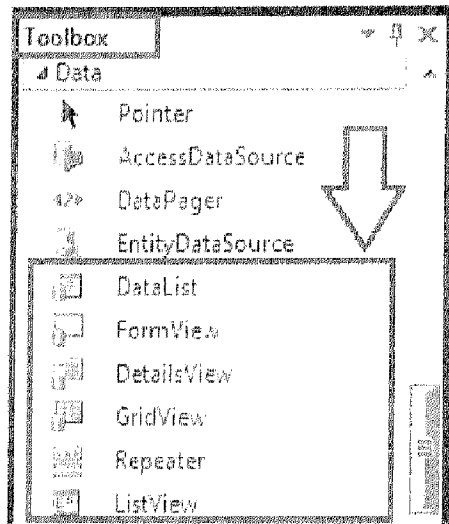 Toolbox
Data
Pointer
AccessDataSource
DataPager
EntityDataSource
DataList
FormView
DetailsView
GridView
Repeater
ListView